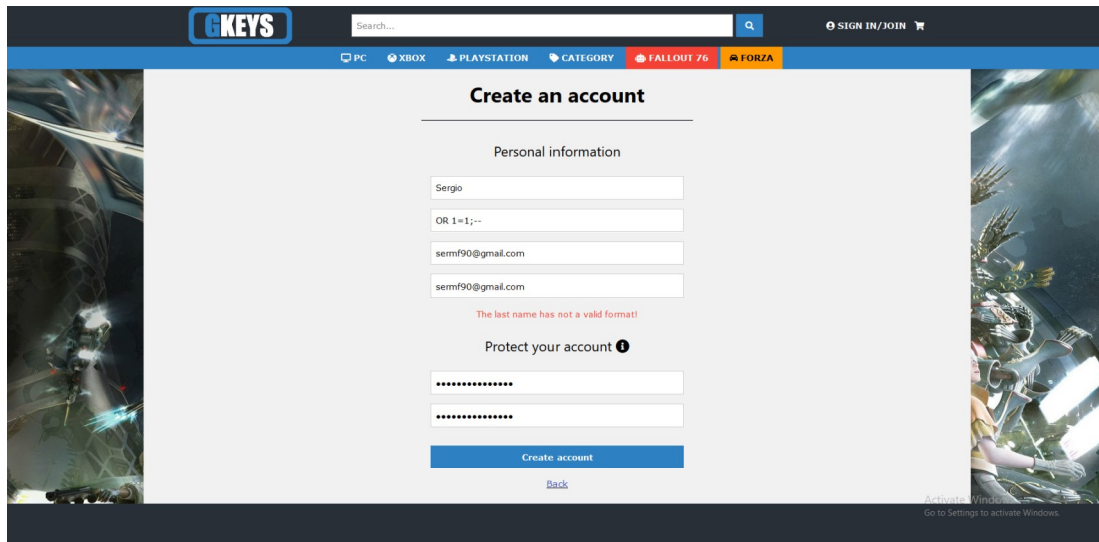 GKEYS Search... SIGN IN/JOIN
PC XBOX PLAYSTATION CATEGORY FALLOUT 76 FORZA
Create an account
Personal information
Sergio
OR 1=1;--
sermf90@gmail.com
sermf90@gmail.com
The last name has not a valid format!
Protect your account
Create account
Back
Activate Windows
Go to Settings to activate Windows.